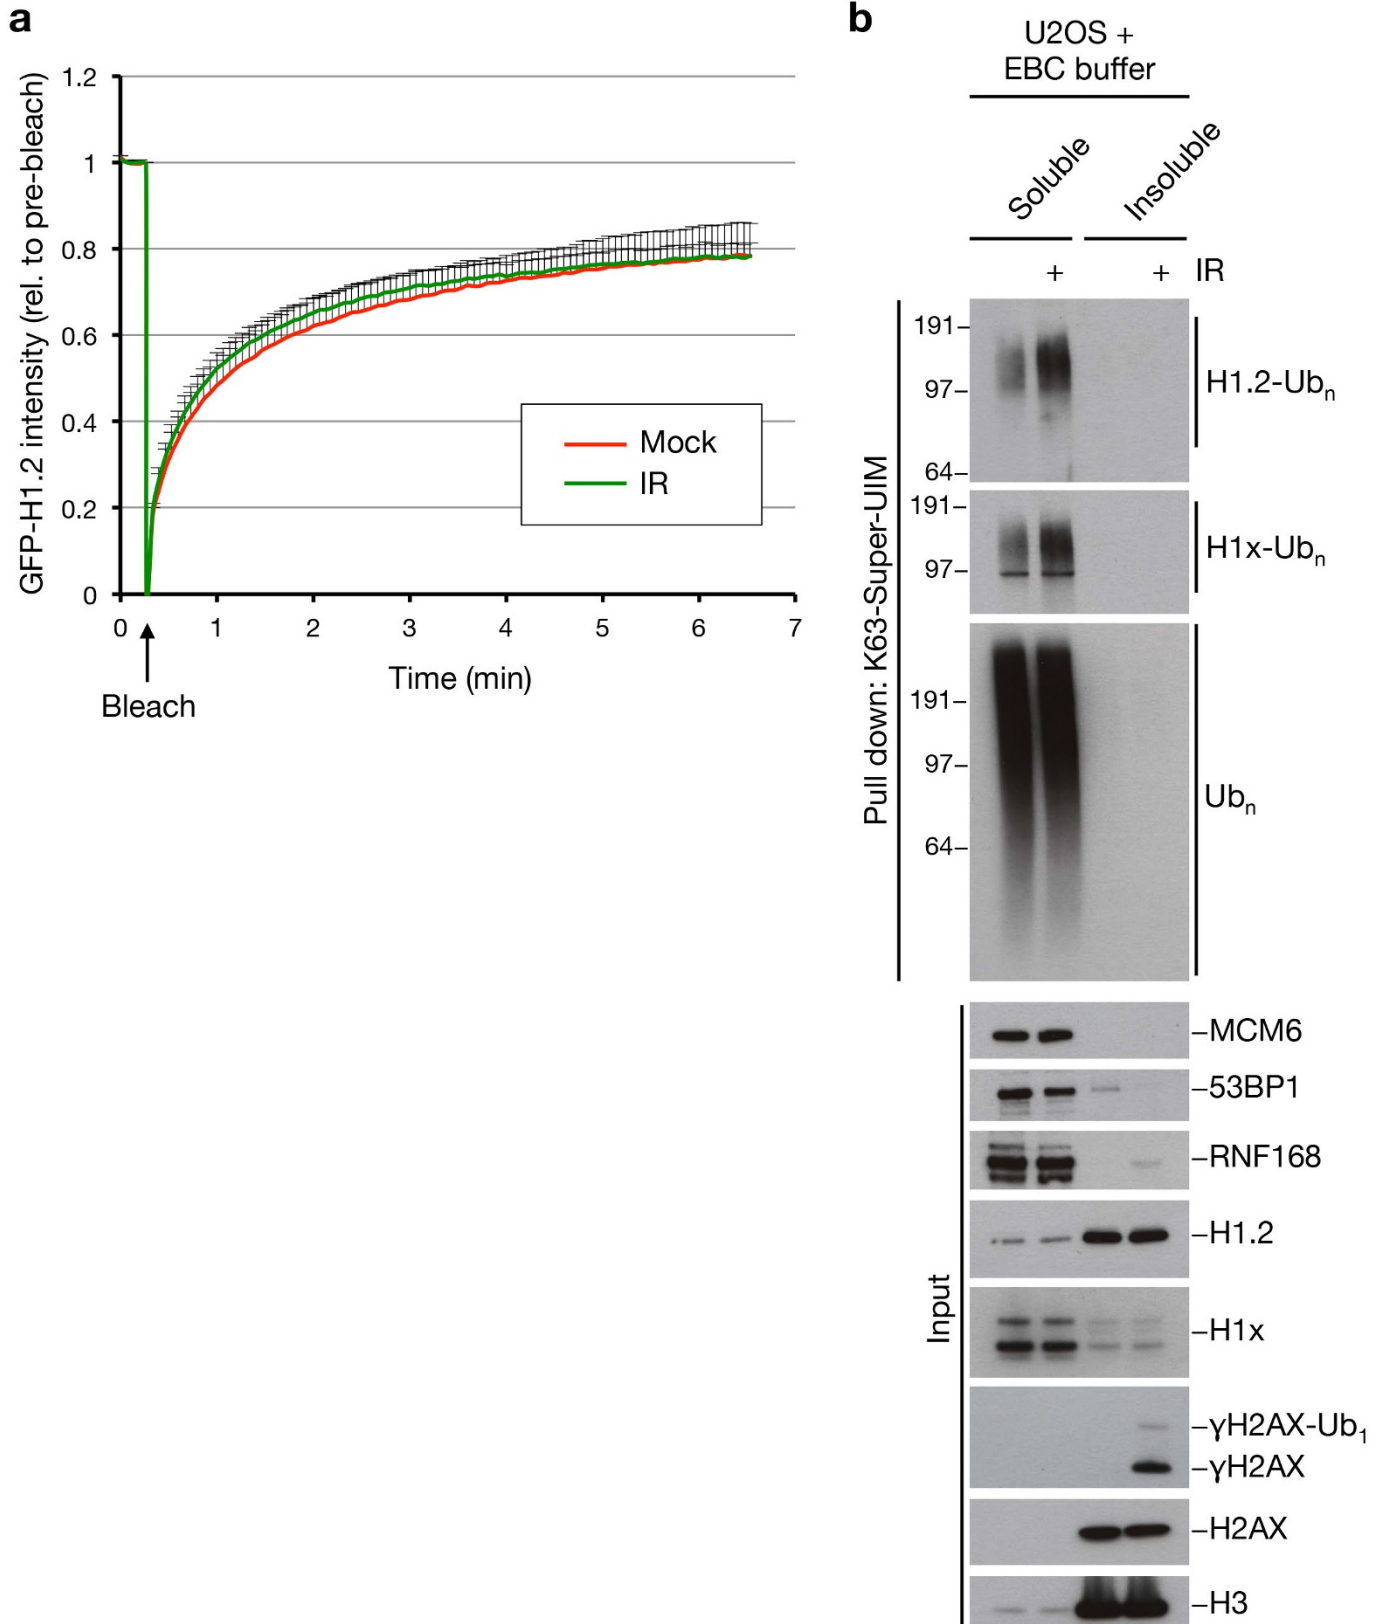 a
GFP-H1.2 intensity (rel. to pre-bleach)
1.2
1
0.8
0.6
0.4
0.2
0
0 1 2 3 4 5 6 7
Time (min)
Bleach
Mock
IR
b
U2OS +
EBC buffer
Soluble
Insoluble
+ + IR
Pull down: K63-Super-UIM
191–
97–
64–
H1.2-Ubn
191–
97–
H1x-Ubn
191–
97–
64–
Ubn
Input
–MCM6
–53BP1
–RNF168
–H1.2
–H1x
–γH2AX-Ub1
–γH2AX
–H2AX
–H3